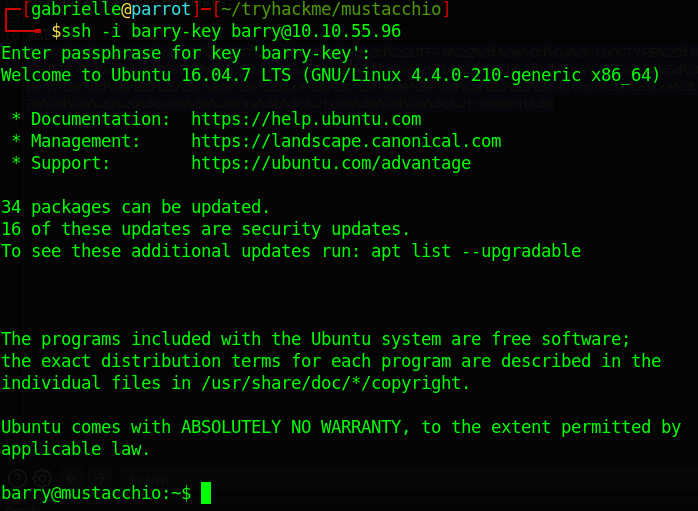 [gabrielle@parrot]─[~/tryhackme/mustacchio]
$ssh -i barry-key barry@10.10.55.96
Enter passphrase for key 'barry-key':
Welcome to Ubuntu 16.04.7 LTS (GNU/Linux 4.4.0-210-generic x86_64)
* Documentation:  https://help.ubuntu.com
* Management:     https://landscape.canonical.com
* Support:        https://ubuntu.com/advantage
34 packages can be updated.
16 of these updates are security updates.
To see these additional updates run: apt list --upgradable
The programs included with the Ubuntu system are free software;
the exact distribution terms for each program are described in the
individual files in /usr/share/doc/*/copyright.
Ubuntu comes with ABSOLUTELY NO WARRANTY, to the extent permitted by
applicable law.
barry@mustacchio:~$